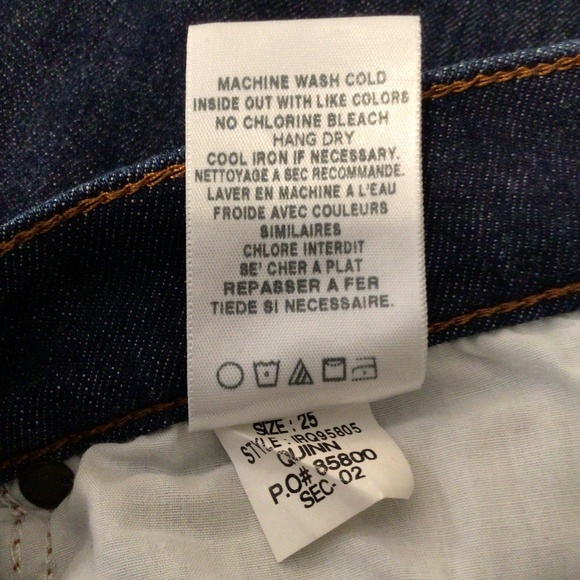 MACHINE WASH COLD
INSIDE OUT WITH LIKE COLORS
NO CHLORINE BLEACH
HANG DRY
COOL IRON IF NECESSARY.
NETTOYAGE A SEC RECOMMANDE.
LAVER EN MACHINE A L'EAU
FROIDE AVEC COULEURS
SIMILAIRES
CHLORE INTERDIT
SE' CHER A PLAT
REPASSER A FER
TIEDE SI NECESSAIRE.
SIZE: 25
STYLE: IRQ95805
QUINN
P.O# 85800
SEC- 02